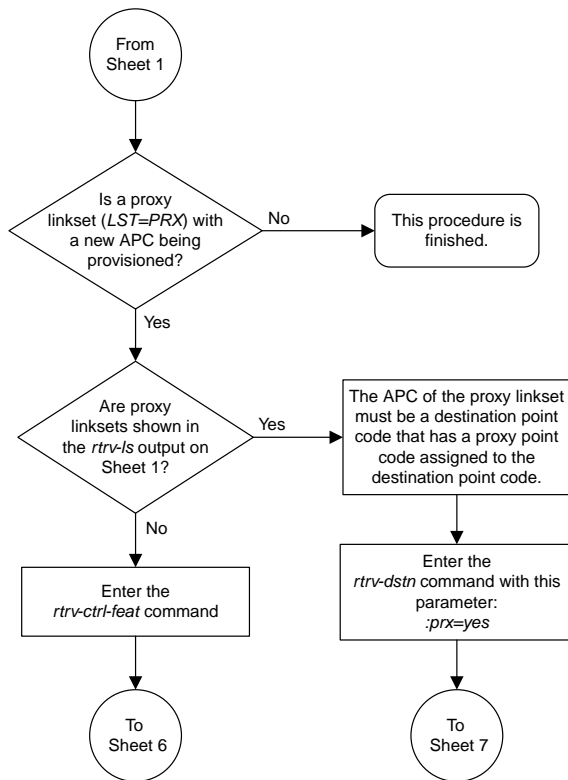 From
Sheet 1
Is a proxy
linkset (LST=PRX) with
a new APC being
provisioned?
No
This procedure is
finished.
Yes
Are proxy
linksets shown in
the rtrv-ls output on
Sheet 1?
Yes
The APC of the proxy linkset
must be a destination point
code that has a proxy point
code assigned to the
destination point code.
No
Enter the
rtrv-ctrl-feat command
Enter the
rtrv-dstn command with this
parameter:
:prx=yes
To
Sheet 6
To
Sheet 7